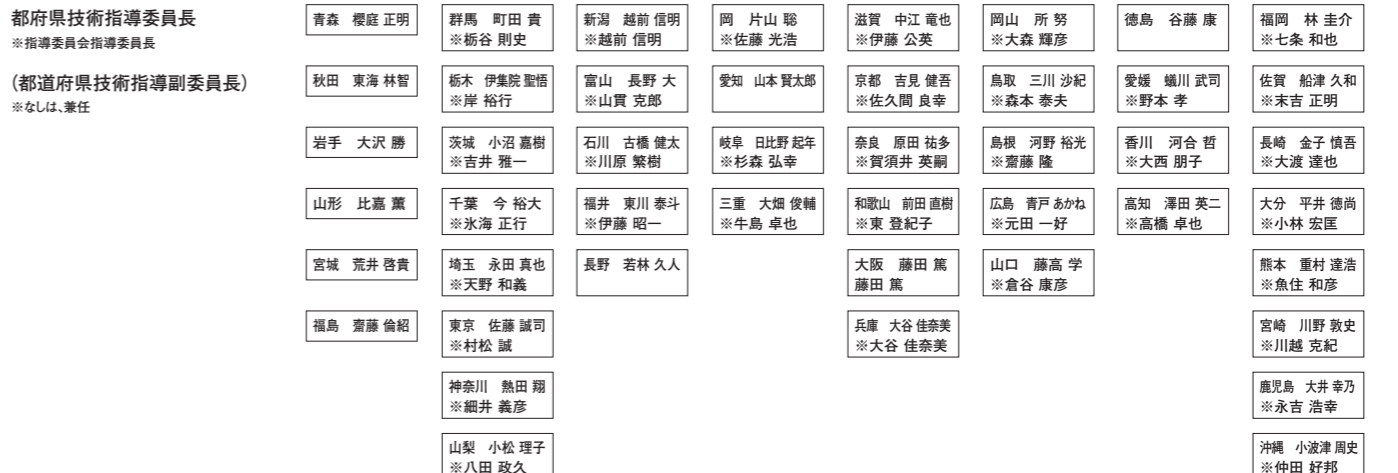 都府県技術指導委員長
※指導委員会指導委員長
(都道府県技術指導副委員長)
※なしは、兼任
青森 櫻庭 正明
秋田 東海 林智
岩手 大沢 勝
山形 比嘉 薫
宮城 荒井 啓貴
福島 齋藤 倫紹
群馬 町田 貴
※栃谷 則史
栃木 伊集院 聖悟
※岸 裕行
茨城 小沼 嘉樹
※吉井 雅一
千葉 今 裕大
※氷海 正行
埼玉 永田 真也
※天野 和義
東京 佐藤 誠司
※村松 誠
神奈川 熱田 翔
※細井 義彦
山梨 小松 理子
※八田 政久
新潟 越前 信明
※越前 信明
富山 長野 大
※山貫 克郎
石川 古橋 健太
※川原 繁樹
福井 東川 泰斗
※伊藤 昭一
長野 若林 久人
岡 片山 聡
※佐藤 光浩
愛知 山本 賢太郎
岐阜 日比野 起年
※杉森 弘幸
三重 大畑 俊輔
※牛島 卓也
滋賀 中江 竜也
※伊藤 公英
京都 吉見 健吾
※佐久間 良幸
奈良 原田 祐多
※賀須井 英嗣
和歌山 前田 直樹
※東 登紀子
大阪 藤田 篤
藤田 篤
兵庫 大谷 佳奈美
※大谷 佳奈美
岡山 所 努
※大森 輝彦
鳥取 三川 沙紀
※森本 泰夫
島根 河野 裕光
※齋藤 隆
広島 青戸 あかね
※元田 一好
山口 藤高 学
※倉谷 康彦
徳島 谷藤 康
愛媛 蟻川 武司
※野本 孝
香川 河合 哲
※大西 朋子
高知 澤田 英二
※高橋 卓也
福岡 林 圭介
※七条 和也
佐賀 船津 久和
※末吉 正明
長崎 金子 慎吾
※大渡 達也
大分 平井 徳尚
※小林 宏匡
熊本 重村 達浩
※魚住 和彦
宮崎 川野 敦史
※川越 克紀
鹿児島 大井 幸乃
※永吉 浩幸
沖縄 小波津 周史
※仲田 好邦